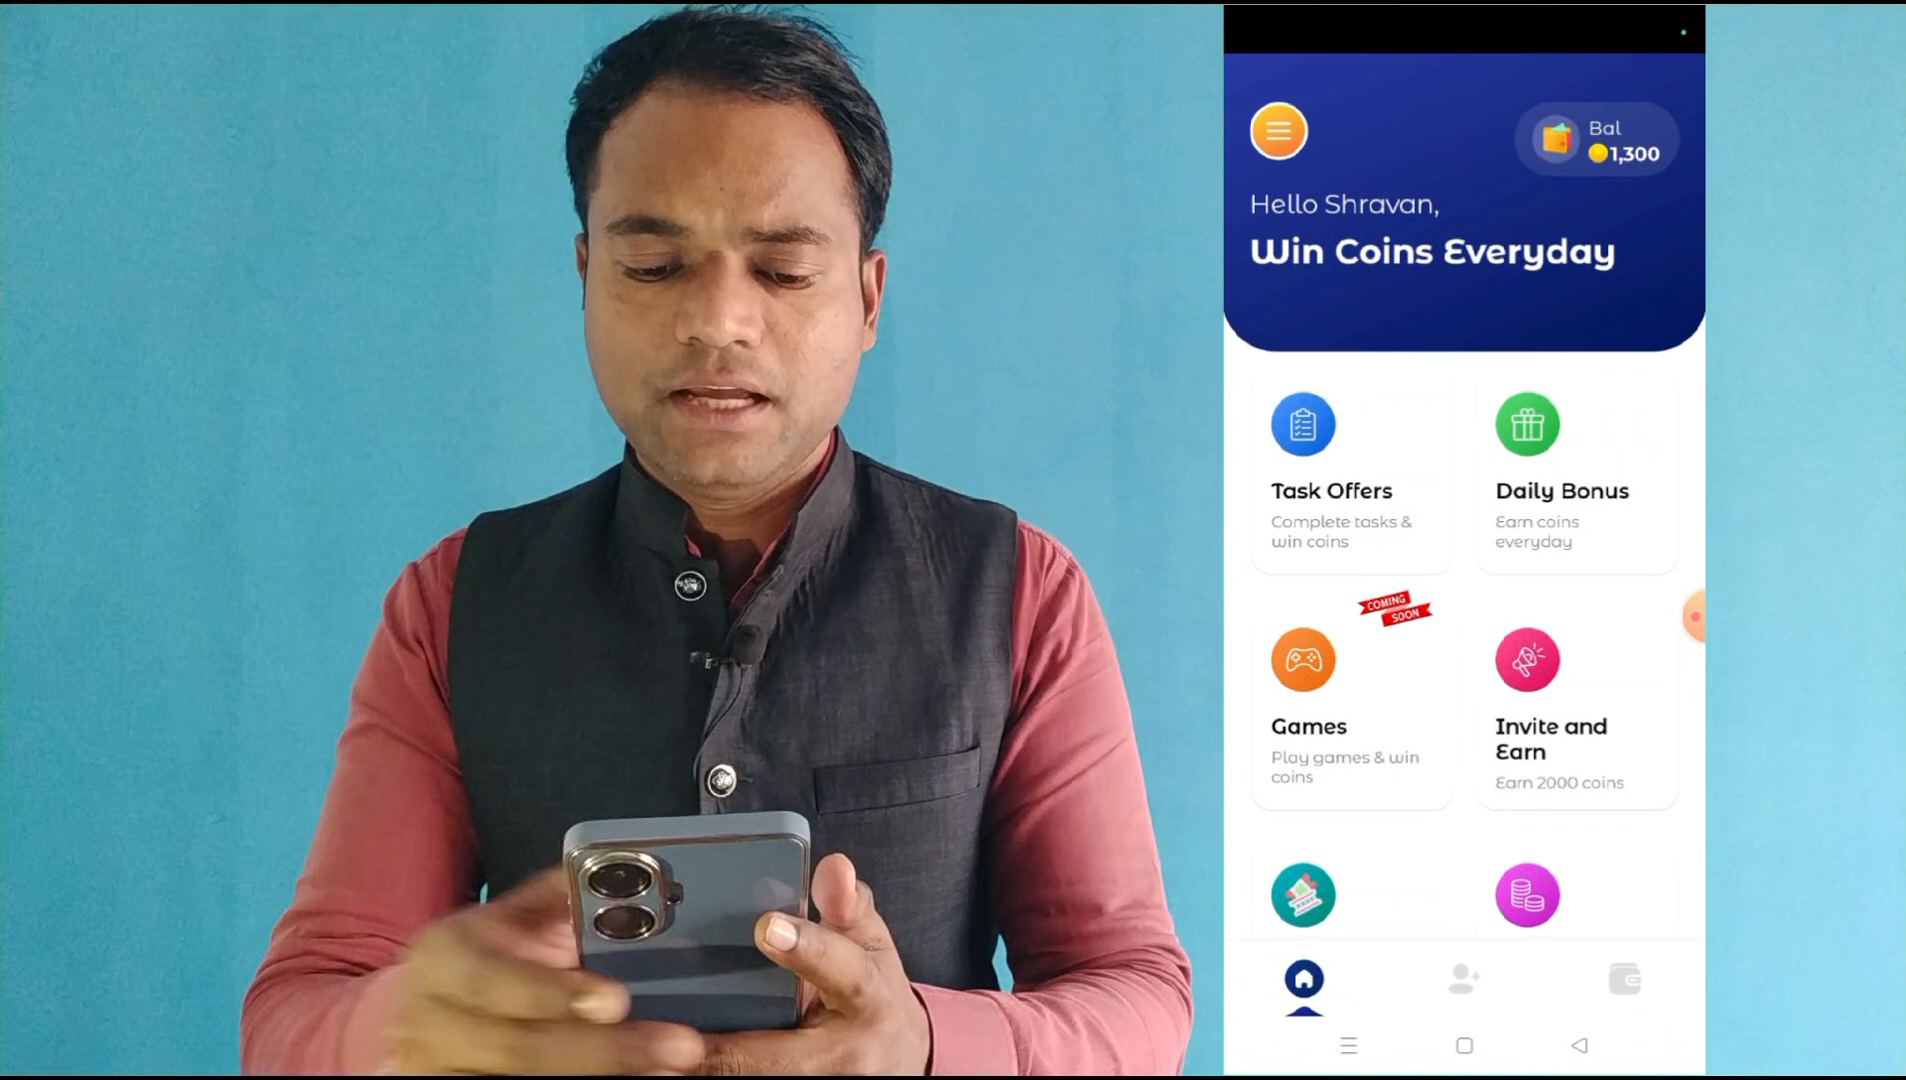 Bal
1,300
Hello Shravan,
Win Coins Everyday
Task Offers
Complete tasks &
win coins
Daily Bonus
Earn coins
everyday
COMING
SOON
Games
Play games & win
coins
Invite and
Earn
Earn 2000 coins